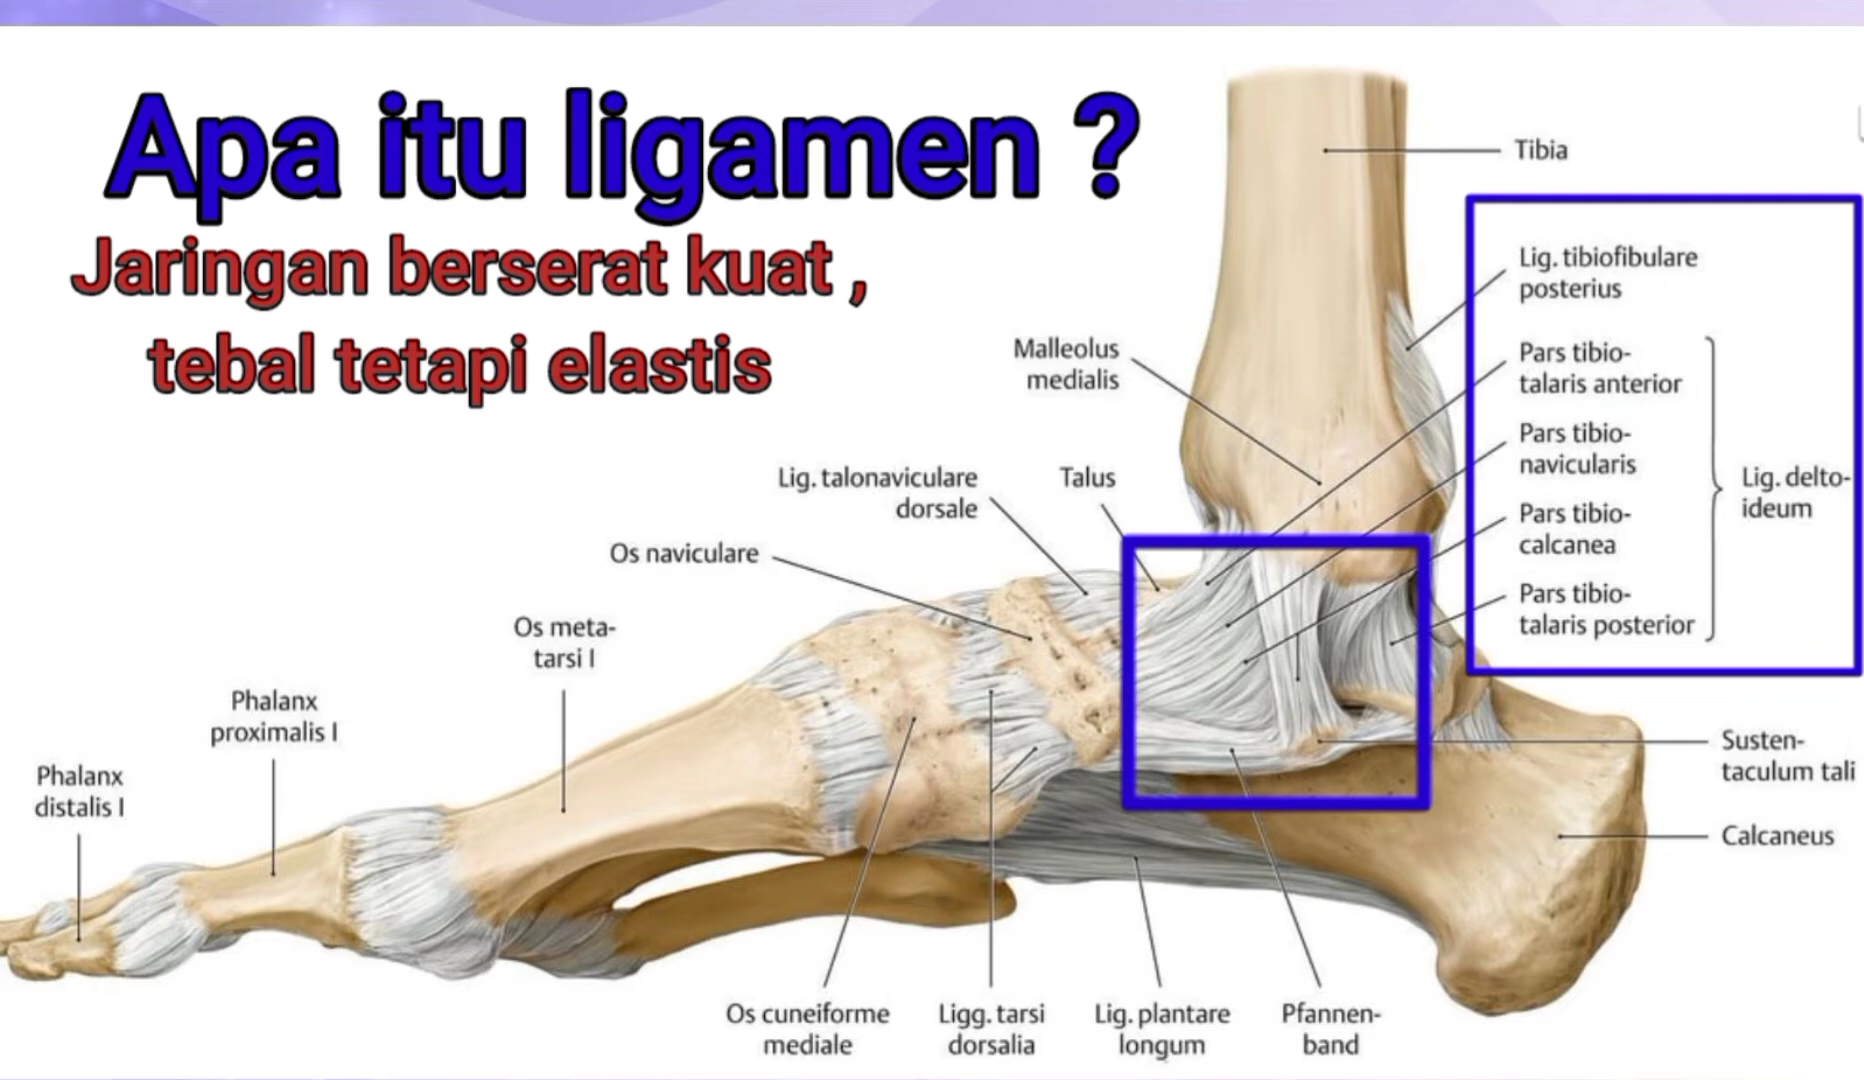 Apa itu ligamen ?
Jaringan berserat kuat ,
tebal tetapi elastis
Tibia
Lig. tibiofibulare
posterius
Pars tibio-
talaris anterior
Pars tibio-
navicularis
Pars tibio-
calcanea
Pars tibio-
talaris posterior
Lig. delto-
ideum
Malleolus
medialis
Talus
Lig. talonaviculare
dorsale
Os naviculare
Os meta-
tarsi I
Phalanx
proximalis I
Phalanx
distalis I
Susten-
taculum tali
Calcaneus
Os cuneiforme
mediale
Ligg. tarsi
dorsalia
Lig. plantare
longum
Pfannen-
band